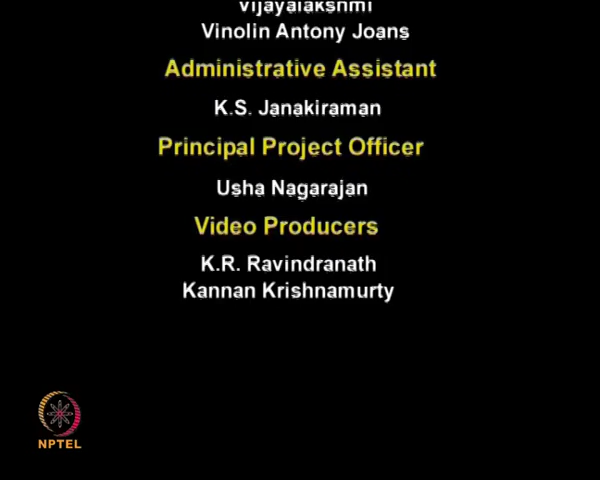 Vijayalakshmi
Vinolin Antony Joans
Administrative Assistant
K.S. Janakiraman
Principal Project Officer
Usha Nagarajan
Video Producers
K.R. Ravindranath
Kannan Krishnamurty
NPTEL